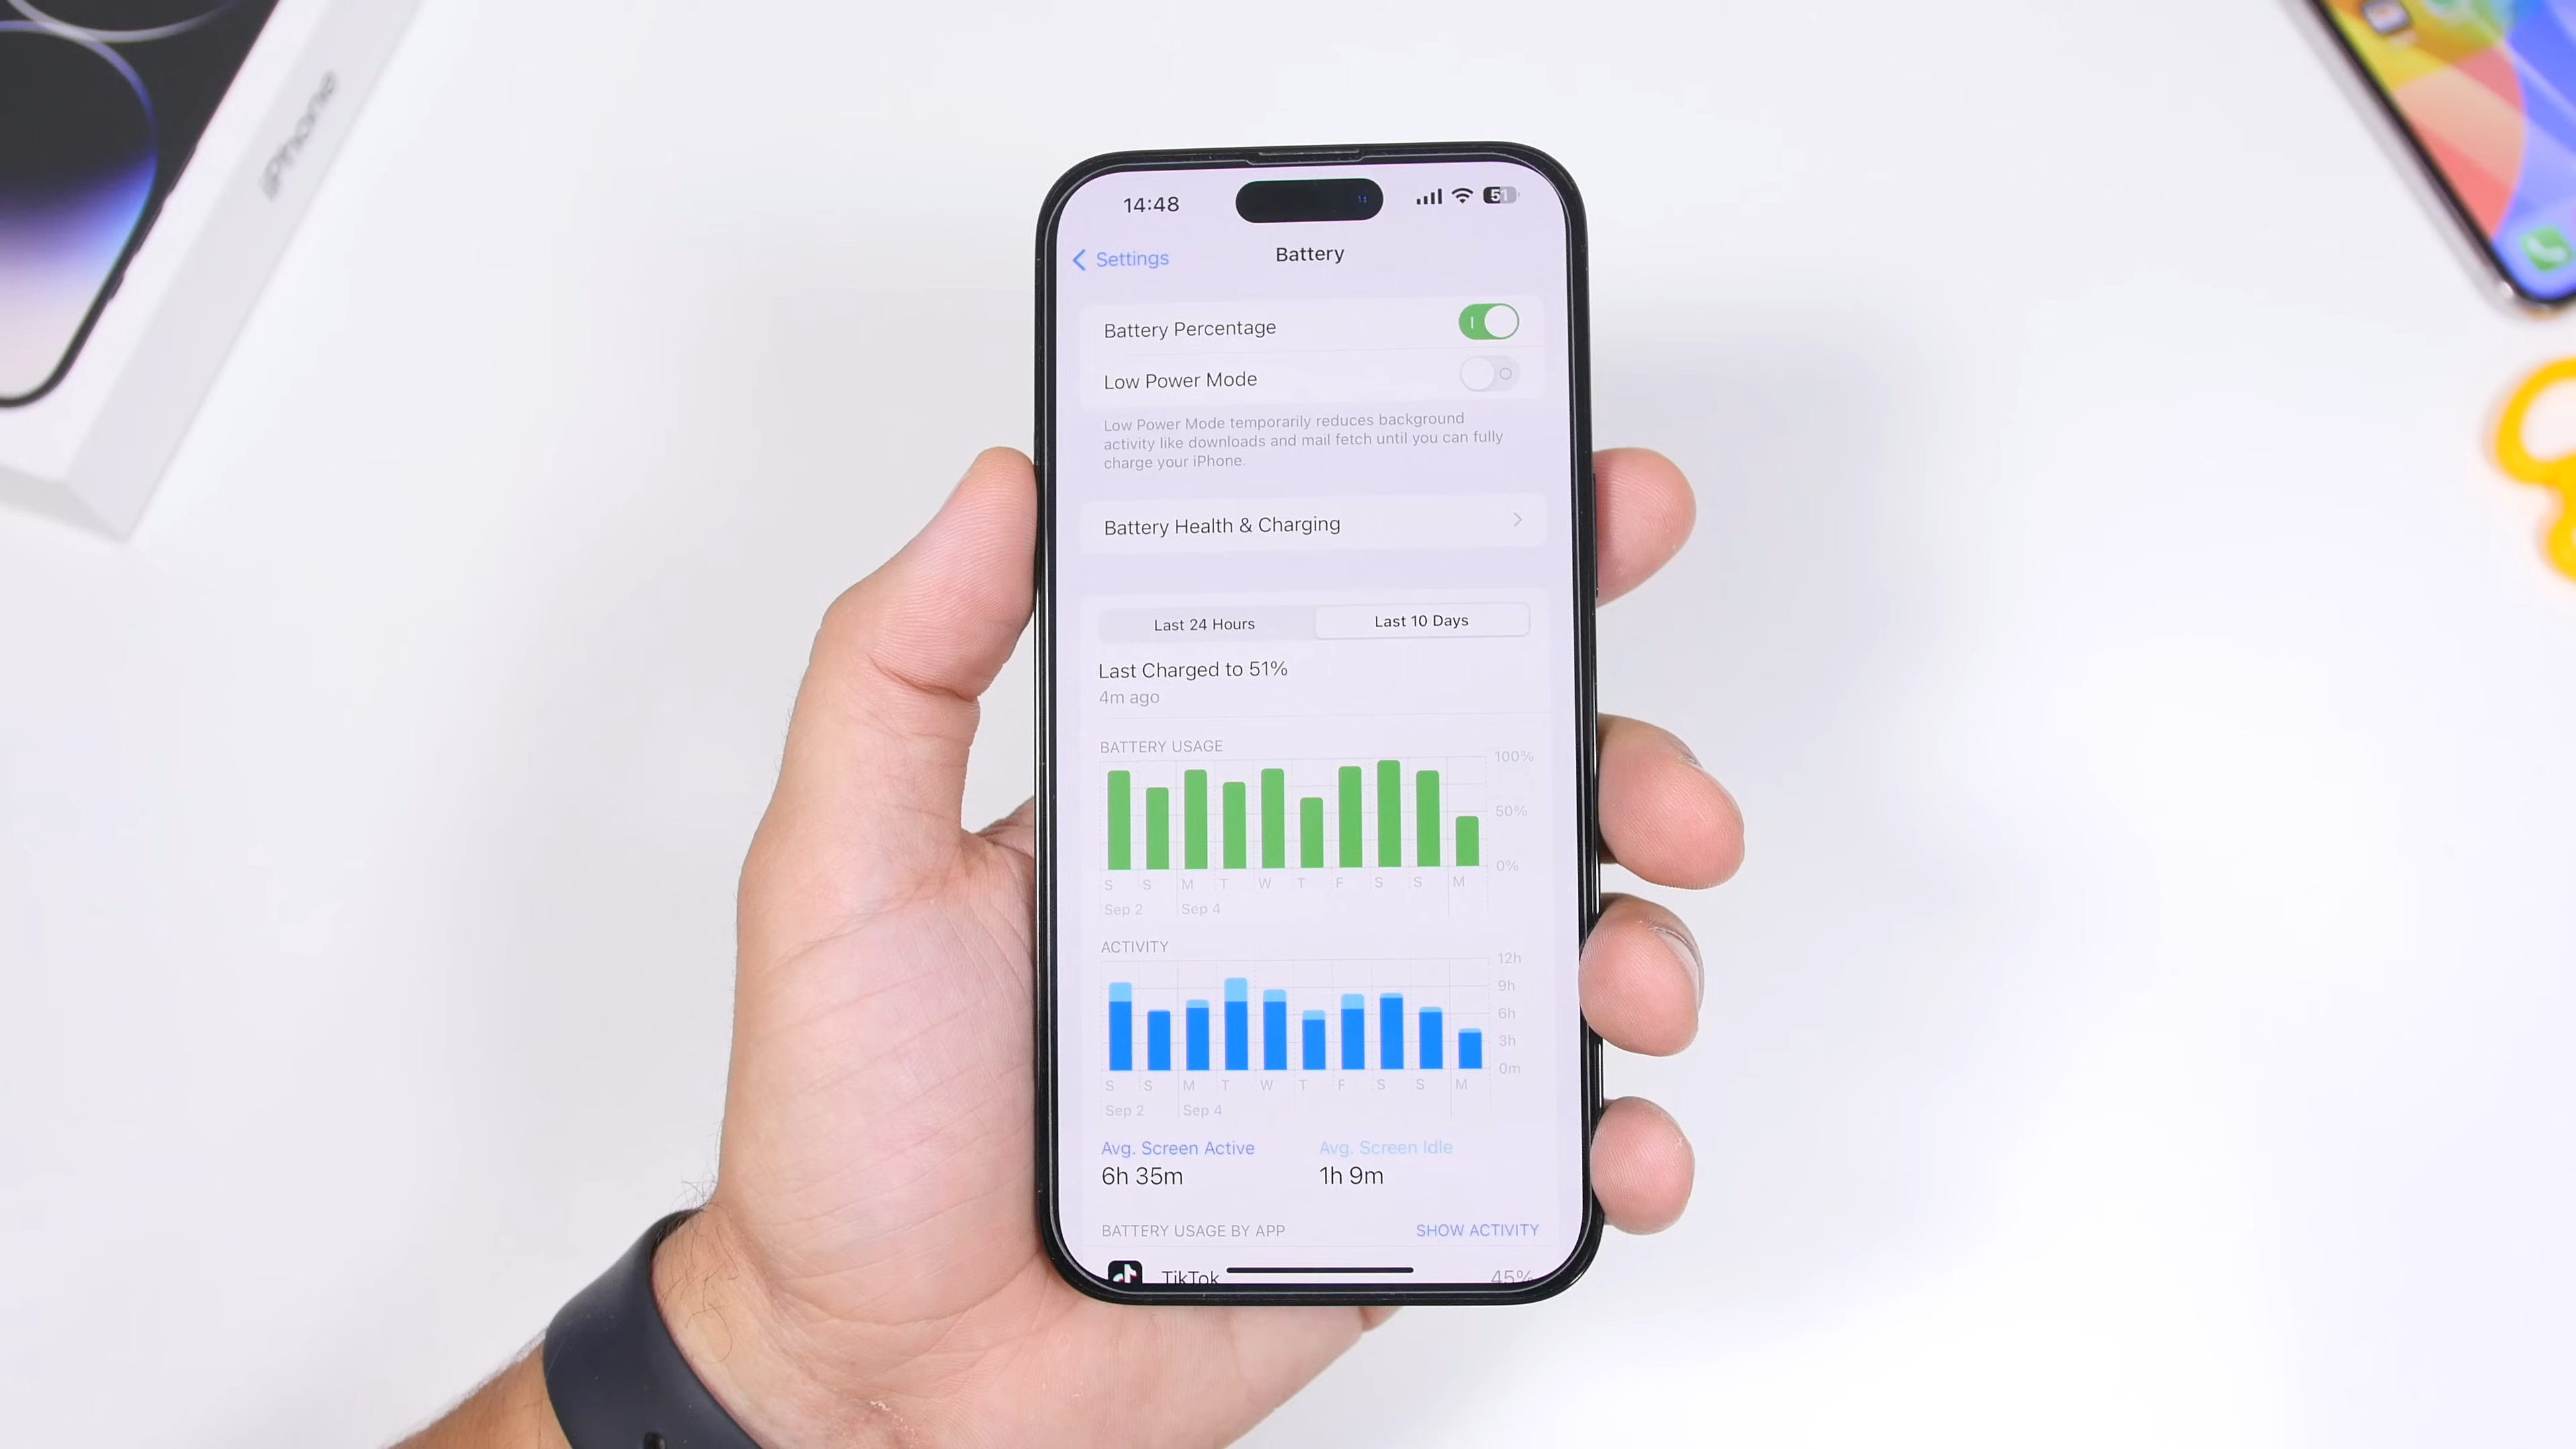 iPhone
14:48
51
Settings
Battery
Battery Percentage
Low Power Mode
Low Power Mode temporarily reduces background
activity like downloads and mail fetch until you can fully
charge your iPhone.
Battery Health & Charging
Last 24 Hours
Last 10 Days
Last Charged to 51%
4m ago
BATTERY USAGE
100%
50%
0%
S S M T W T F S S M
Sep 2 Sep 4
ACTIVITY
12h
9h
6h
3h
0m
S S M T W T F S S M
Sep 2 Sep 4
Avg. Screen Active Avg. Screen Idle
6h 35m 1h 9m
BATTERY USAGE BY APP SHOW ACTIVITY
TikTok 45%